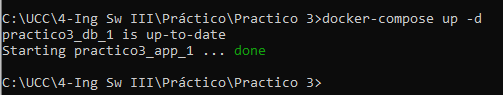 C:\UCC\4-Ing Sw III\Práctico\Practico 3>docker-compose up -d
practico3_db_1 is up-to-date
Starting practico3_app_1 ... done
C:\UCC\4-Ing Sw III\Práctico\Practico 3>